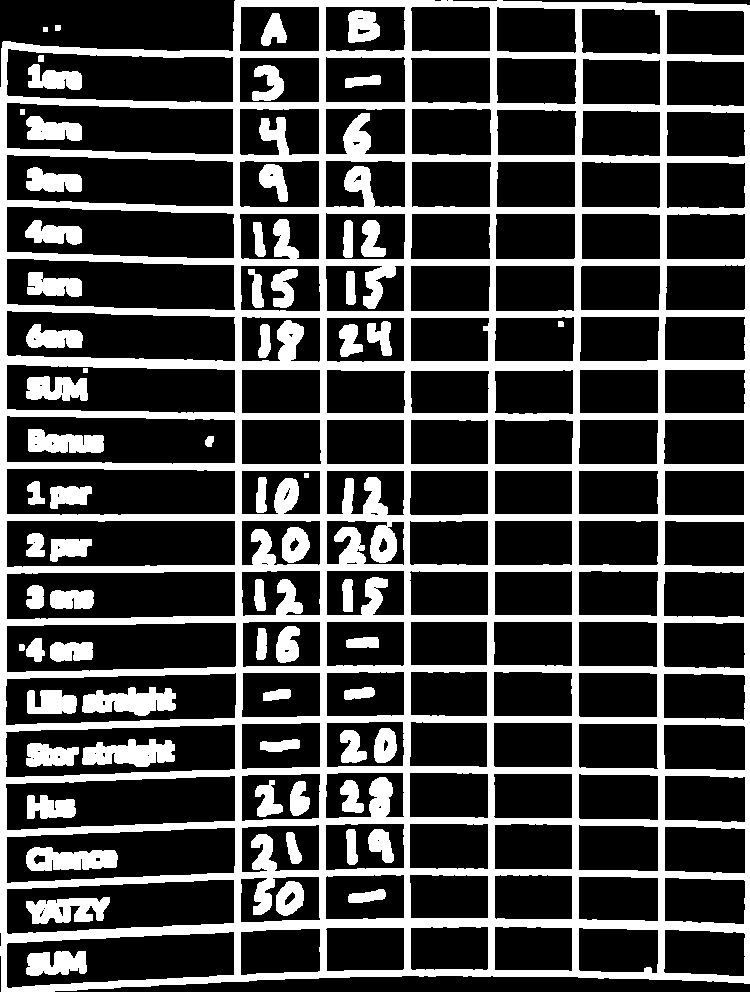 A B
1ere 3 –
2ere 4 6
3ere 9 9
4ere 12 12
5ere 15 15
6ere 18 24
SUM
Bonus
1 par 10 12
2 par 20 20
3 ens 12 15
4 ens 16 –
Lille straight – –
Stor straight – 20
Hus 26 28
Chance 21 19
YATZY 50 –
SUM